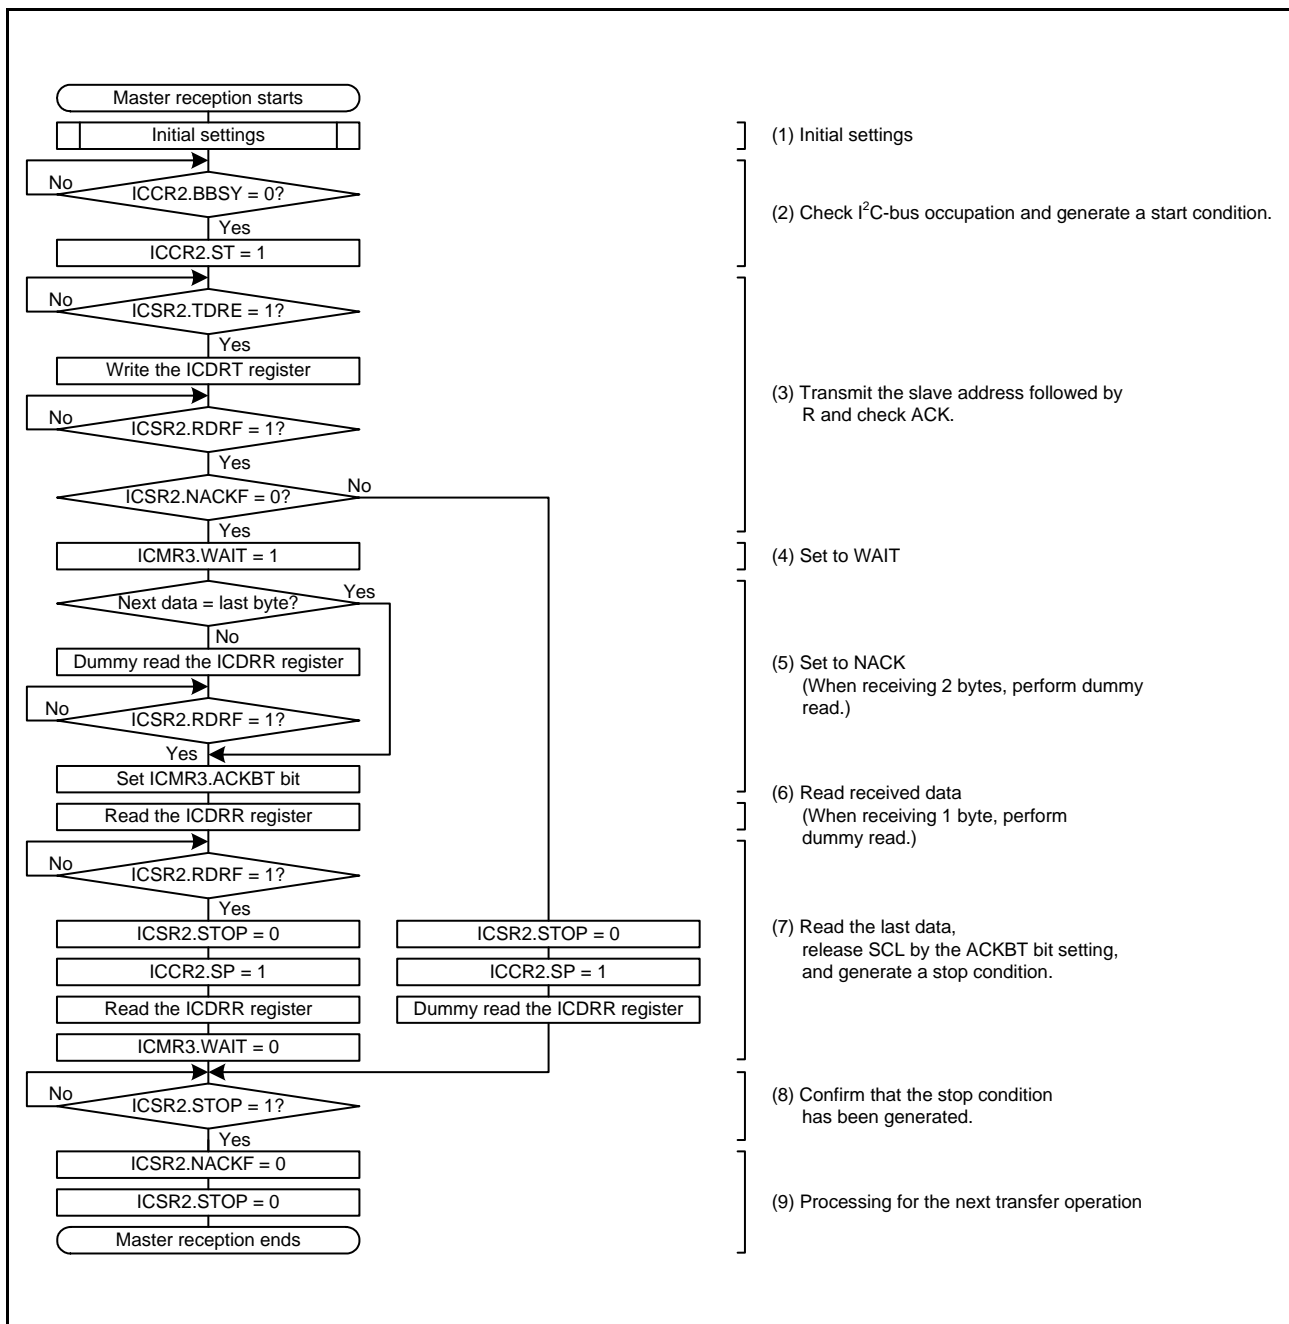 Master reception starts
Initial settings
(1) Initial settings
No
ICCR2.BBSY = 0?
(2) Check I²C-bus occupation and generate a start condition.
Yes
ICCR2.ST = 1
No
ICSR2.TDRE = 1?
Yes
Write the ICDRT register
(3) Transmit the slave address followed by
R and check ACK.
No
ICSR2.RDRF = 1?
Yes
ICSR2.NACKF = 0?
No
Yes
ICMR3.WAIT = 1
(4) Set to WAIT
Next data = last byte?
Yes
No
Dummy read the ICDRR register
(5) Set to NACK
(When receiving 2 bytes, perform dummy
read.)
No
ICSR2.RDRF = 1?
Yes
Set ICMR3.ACKBT bit
(6) Read received data
(When receiving 1 byte, perform
dummy read.)
Read the ICDRR register
No
ICSR2.RDRF = 1?
Yes
ICSR2.STOP = 0
ICCR2.SP = 1
Read the ICDRR register
ICMR3.WAIT = 0
ICSR2.STOP = 0
ICCR2.SP = 1
Dummy read the ICDRR register
(7) Read the last data,
release SCL by the ACKBT bit setting,
and generate a stop condition.
No
ICSR2.STOP = 1?
(8) Confirm that the stop condition
has been generated.
Yes
ICSR2.NACKF = 0
ICSR2.STOP = 0
(9) Processing for the next transfer operation
Master reception ends